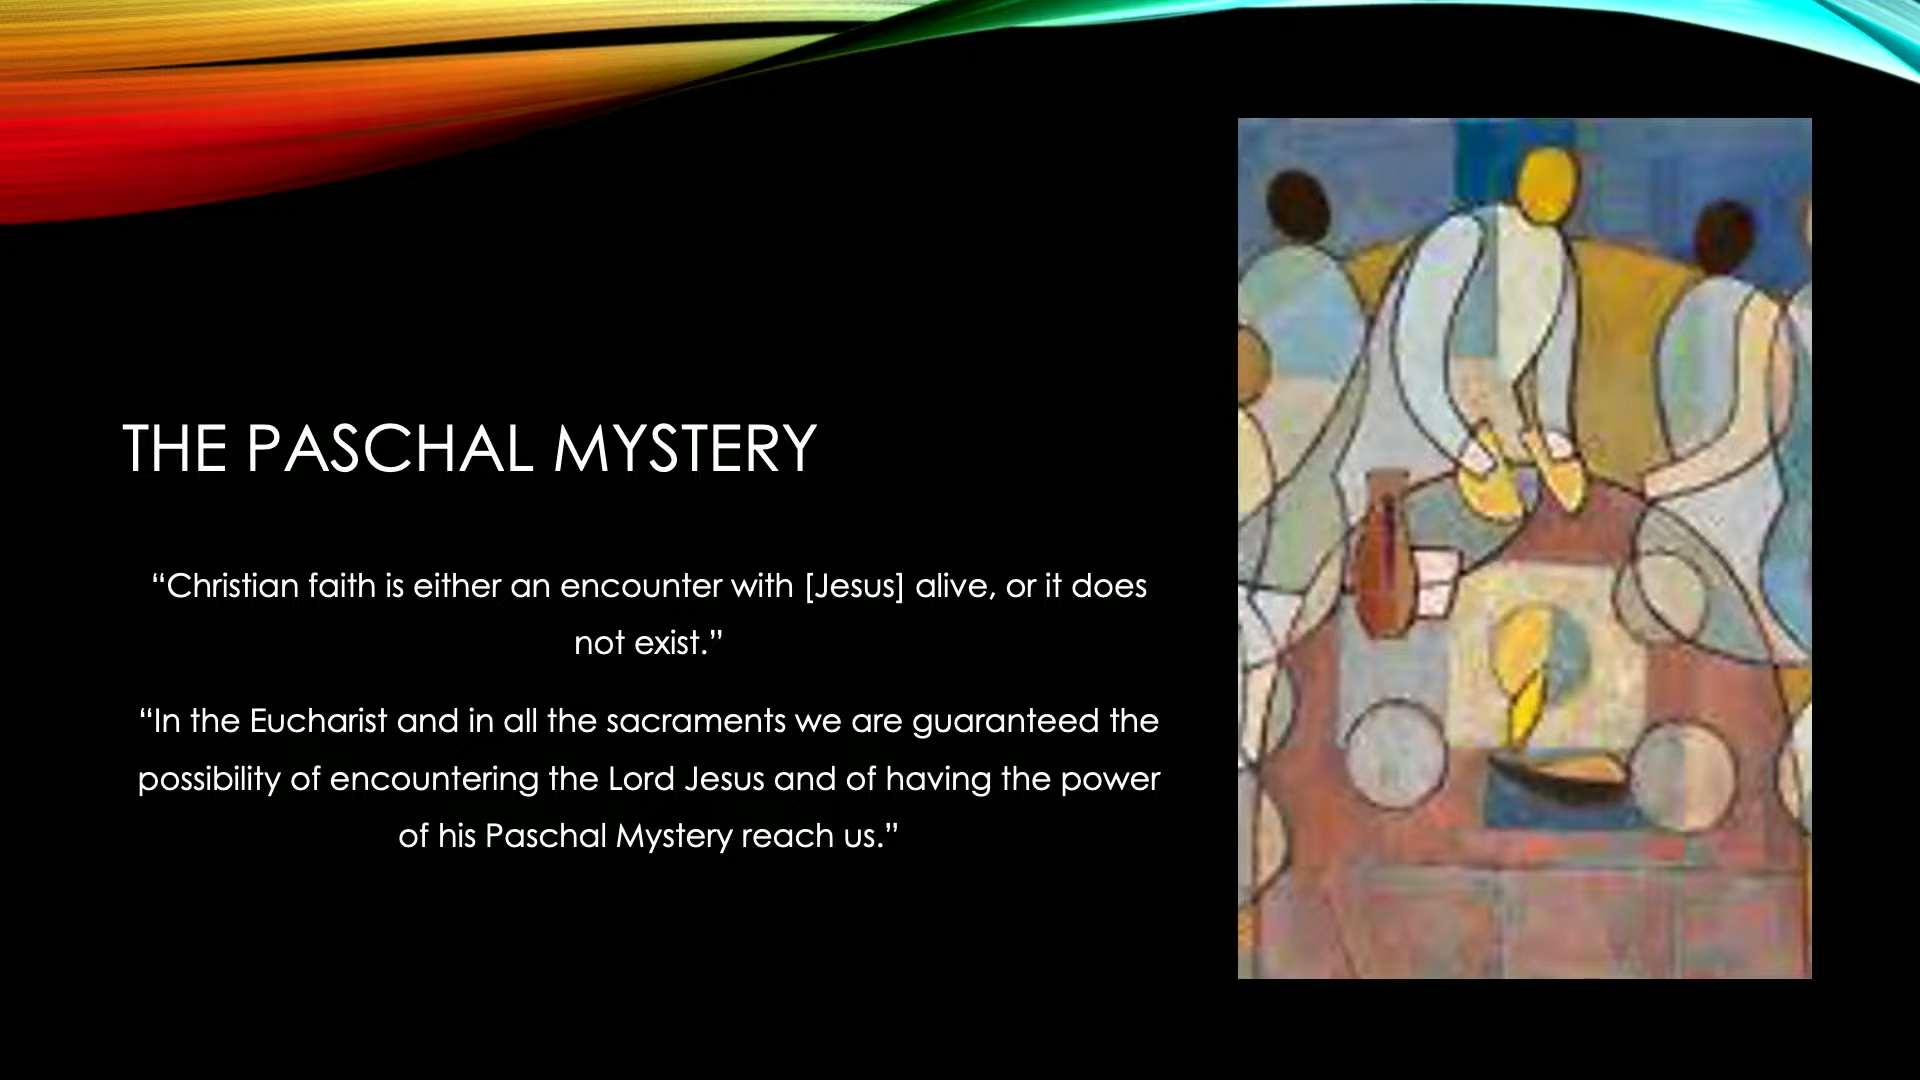 THE PASCHAL MYSTERY
“Christian faith is either an encounter with [Jesus] alive, or it does
not exist.”
“In the Eucharist and in all the sacraments we are guaranteed the
possibility of encountering the Lord Jesus and of having the power
of his Paschal Mystery reach us.”